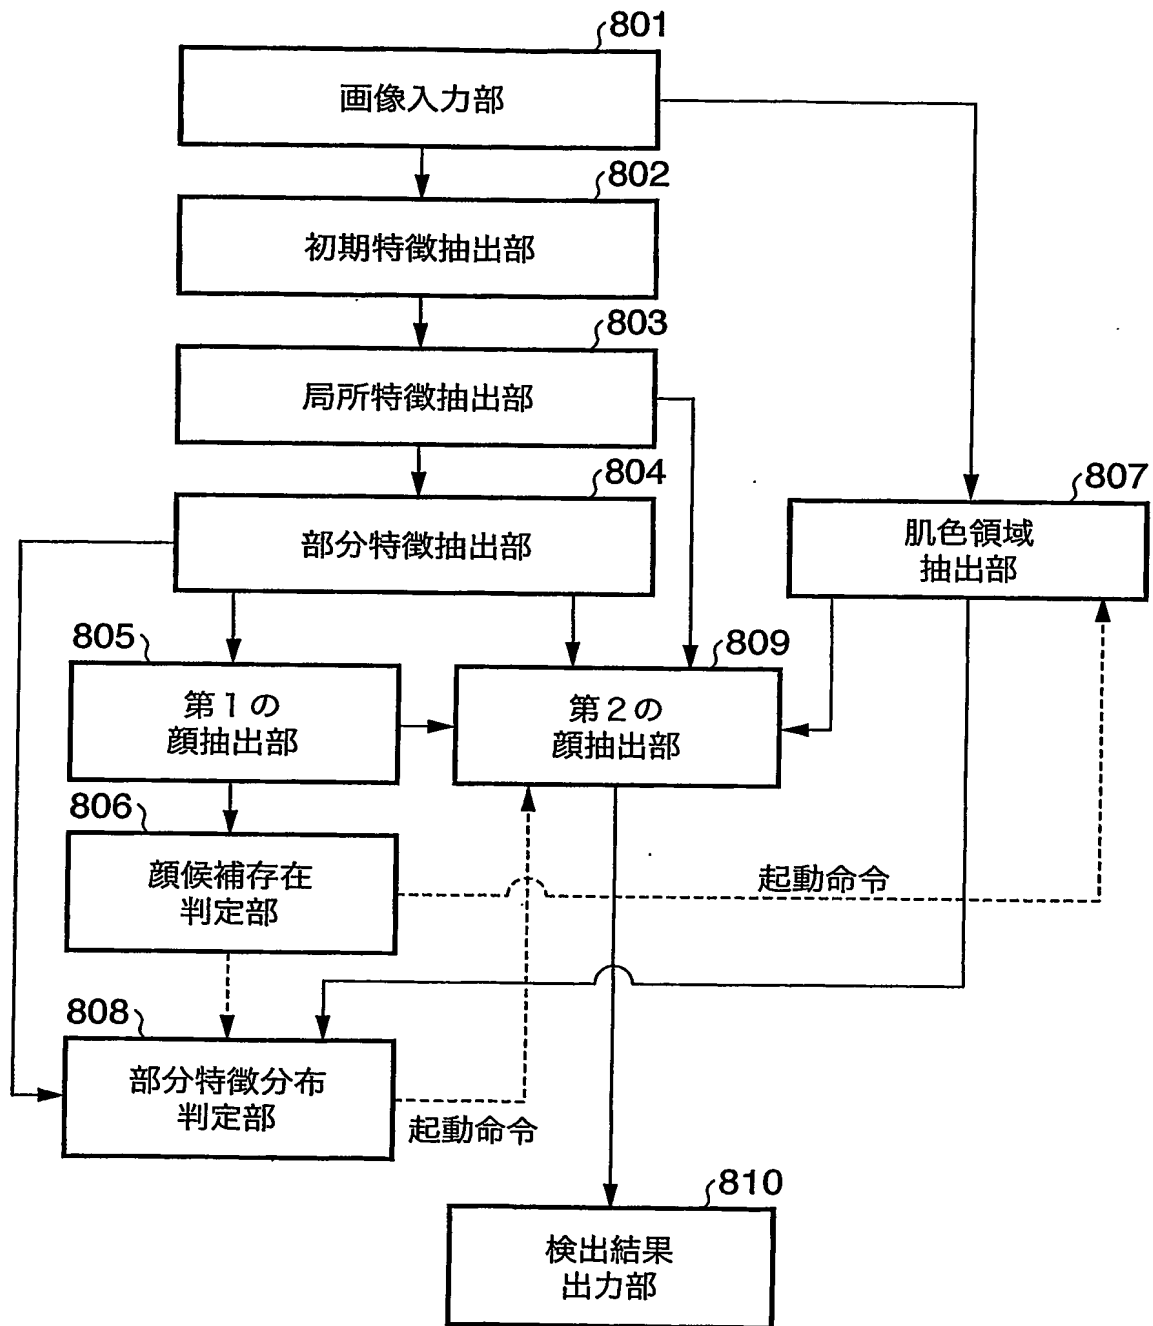 801
画像入力部
802
初期特徴抽出部
803
局所特徴抽出部
804
部分特徴抽出部
807
肌色領域
抽出部
805
第1の
顔抽出部
809
第2の
顔抽出部
806
顔候補存在
判定部
起動命令
808
部分特徴分布
判定部
起動命令
810
検出結果
出力部